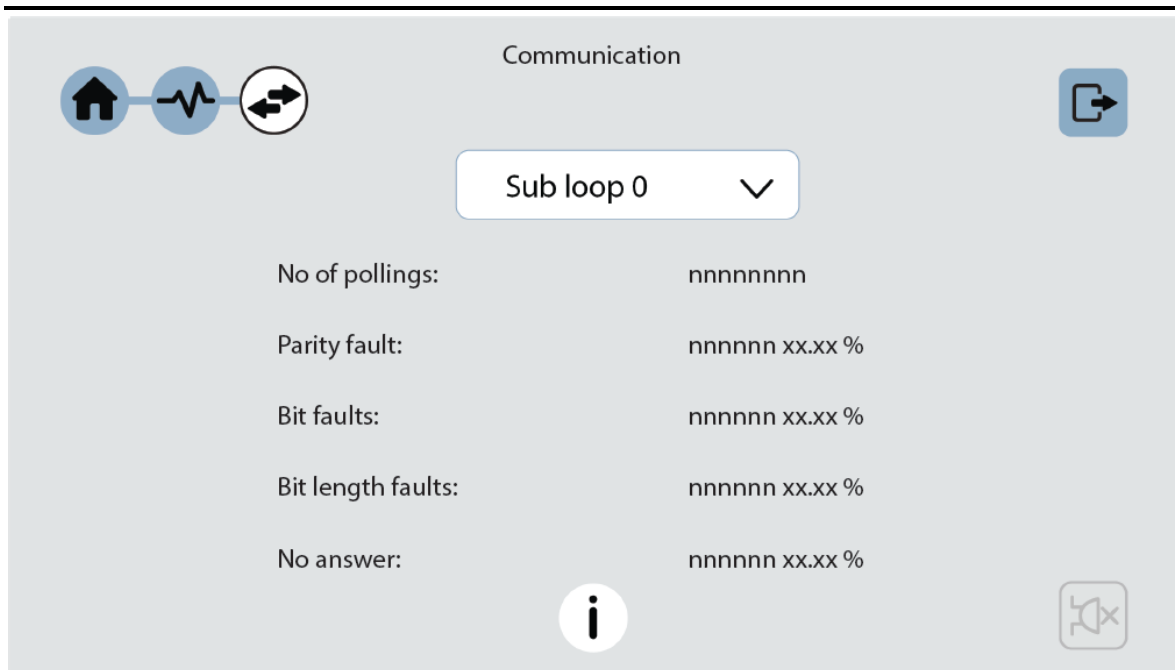 Communication
Sub loop 0
No of pollings: nnnnnnnn
Parity fault: nnnnnn xx.xx %
Bit faults: nnnnnn xx.xx %
Bit length faults: nnnnnn xx.xx %
No answer: nnnnnn xx.xx %
i